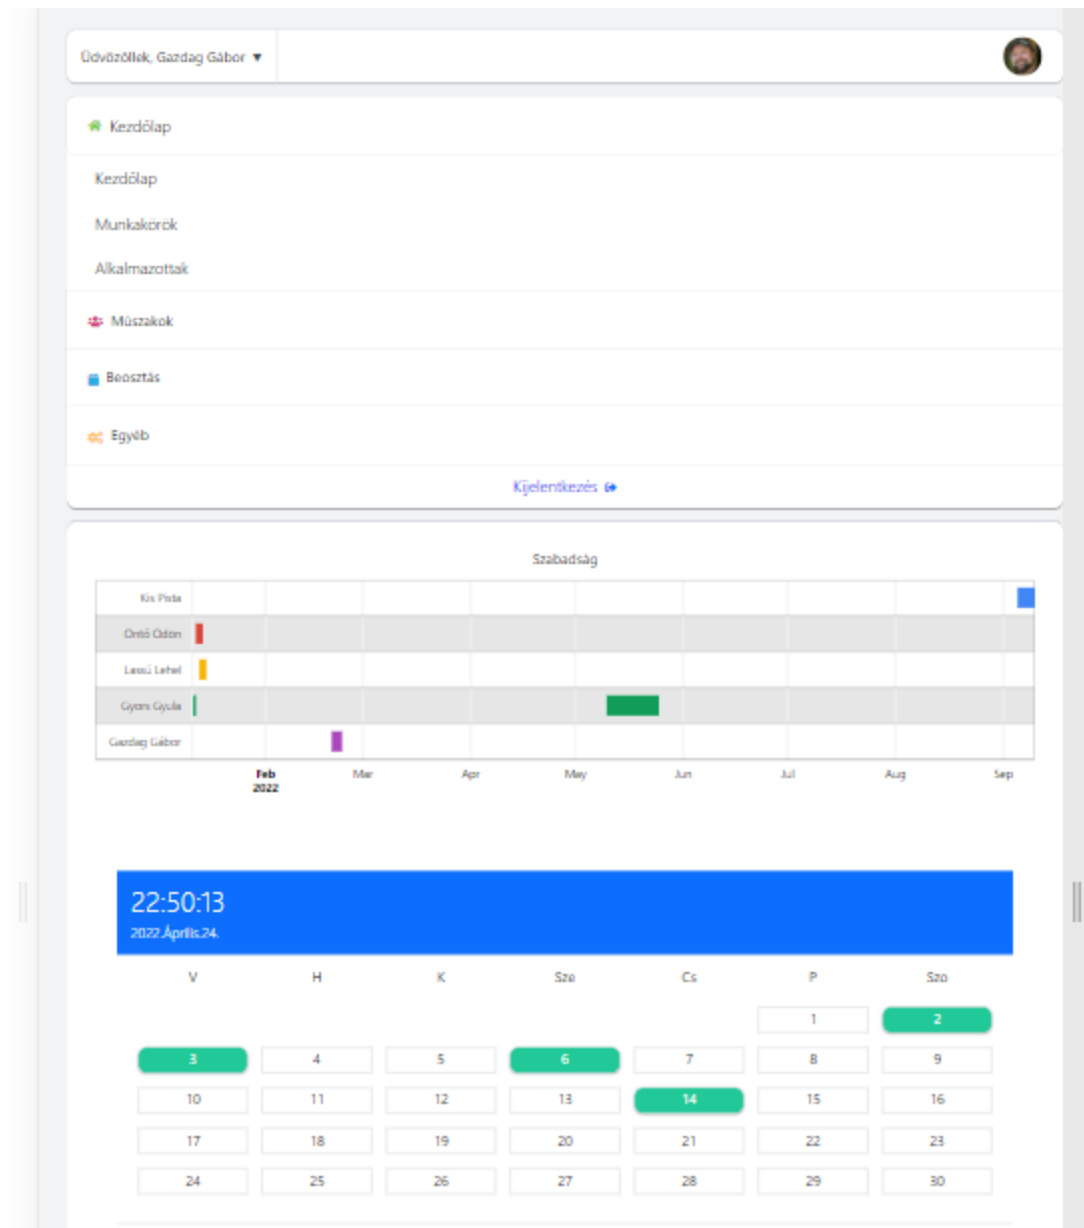 Üdvözöllek, Gazdag Gábor ▼
Kezdőlap
Kezdőlap
Munkakörök
Alkalmazottak
Műszakok
Beosztás
Egyéb
Kijelentkezés
Szabadság
Kis Pista
Ontó Ödön
Lassú Lehel
Gyors Gyula
Gazdag Gábor
Feb Mar Apr May Jun Jul Aug Sep
2022
22:50:13
2022.Április.24.
V H K Sze Cs P Szo
1 2
3 4 5 6 7 8 9
10 11 12 13 14 15 16
17 18 19 20 21 22 23
24 25 26 27 28 29 30